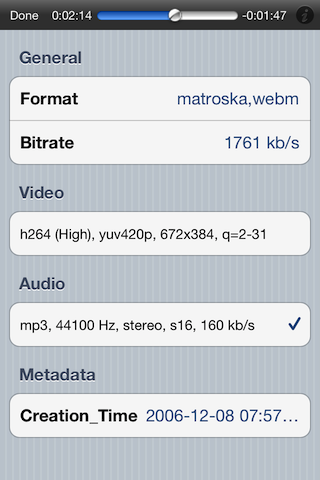 Done 0:02:14 -0:01:47
General
Format matroska,webm
Bitrate 1761 kb/s
Video
h264 (High), yuv420p, 672x384, q=2-31
Audio
mp3, 44100 Hz, stereo, s16, 160 kb/s
Metadata
Creation_Time 2006-12-08 07:57...